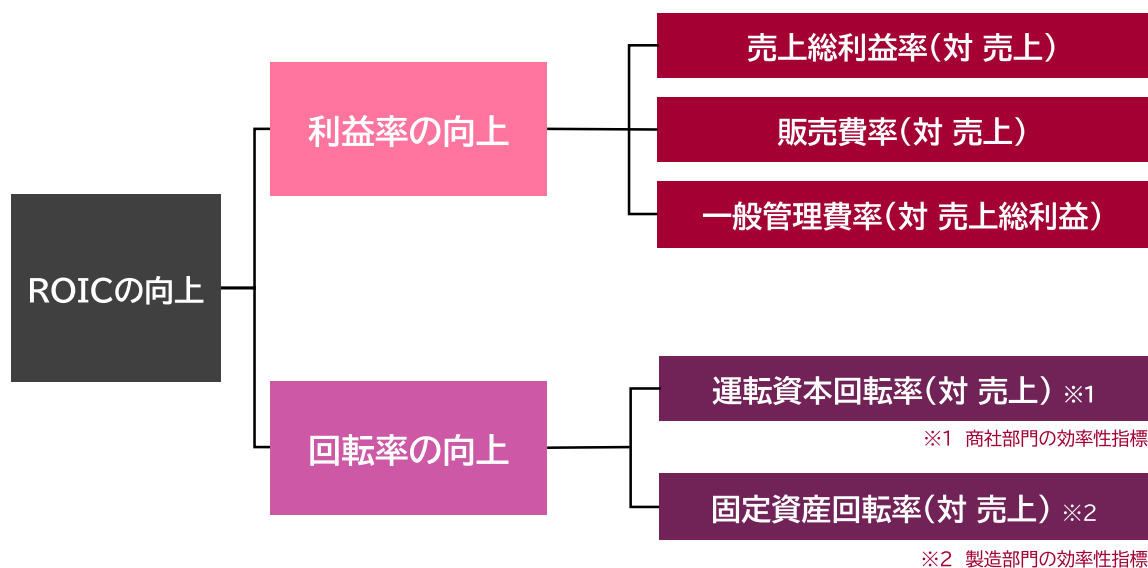 ROICの向上
利益率の向上
売上総利益率(対 売上)
販売費率(対 売上)
一般管理費率(対 売上総利益)
回転率の向上
運転資本回転率(対 売上) ※1
※1 商社部門の効率性指標
固定資産回転率(対 売上) ※2
※2 製造部門の効率性指標